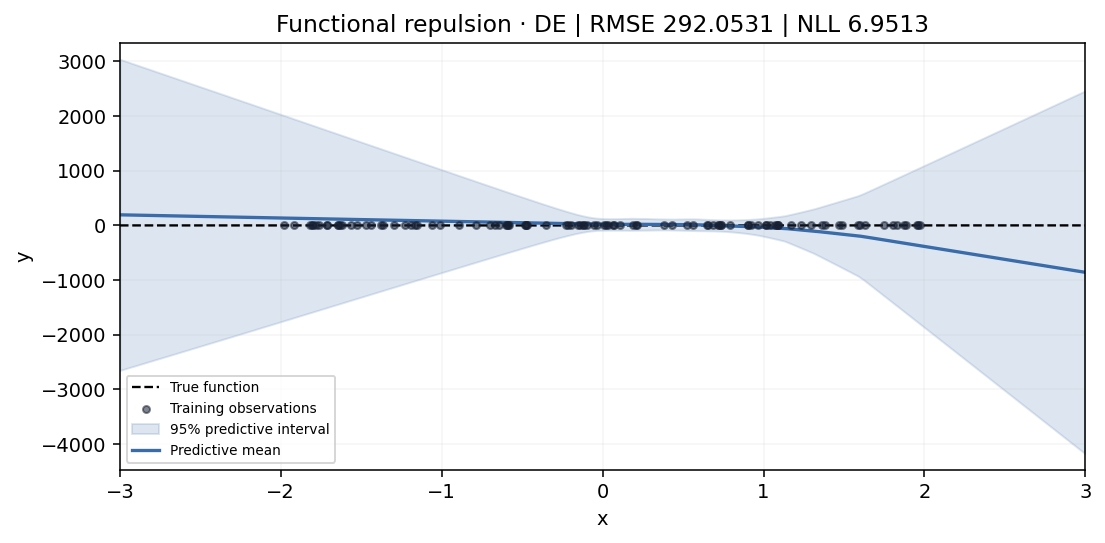 Functional repulsion · DE | RMSE 292.0531 | NLL 6.9513
3000
2000
1000
0
−1000
−2000
−3000
−4000
y
True function
Training observations
95% predictive interval
Predictive mean
−3
−2
−1
0
1
2
3
x